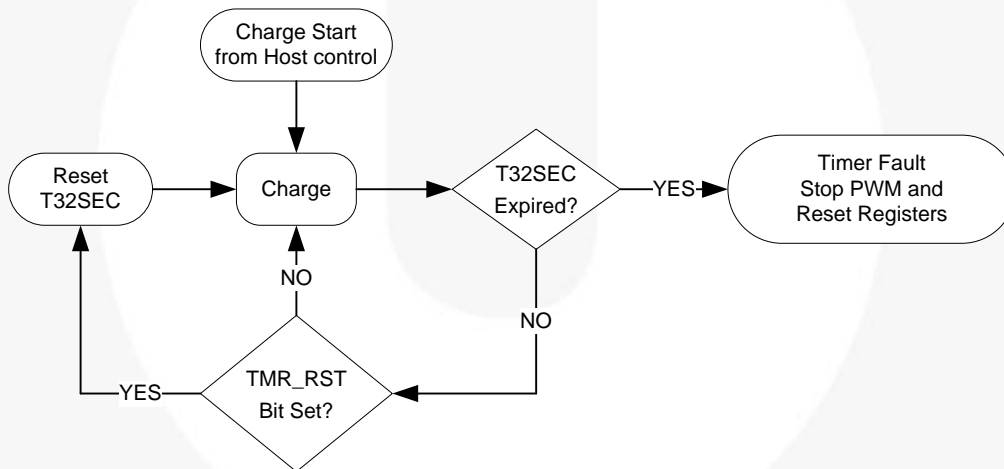 Charge Start
from Host control
Reset
T32SEC
Charge
T32SEC
Expired?
YES
Timer Fault
Stop PWM and
Reset Registers
NO
NO
TMR_RST
Bit Set?
YES